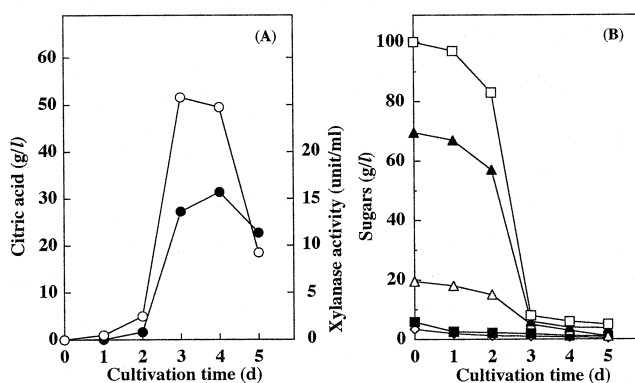 (A)
60
50
40
30
20
10
0
Citric acid (g/l)
20
15
10
5
0
Xylanase activity (unit/ml)
0 1 2 3 4 5
Cultivation time (d)
(B)
100
80
60
40
20
0
Sugars (g/l)
0 1 2 3 4 5
Cultivation time (d)